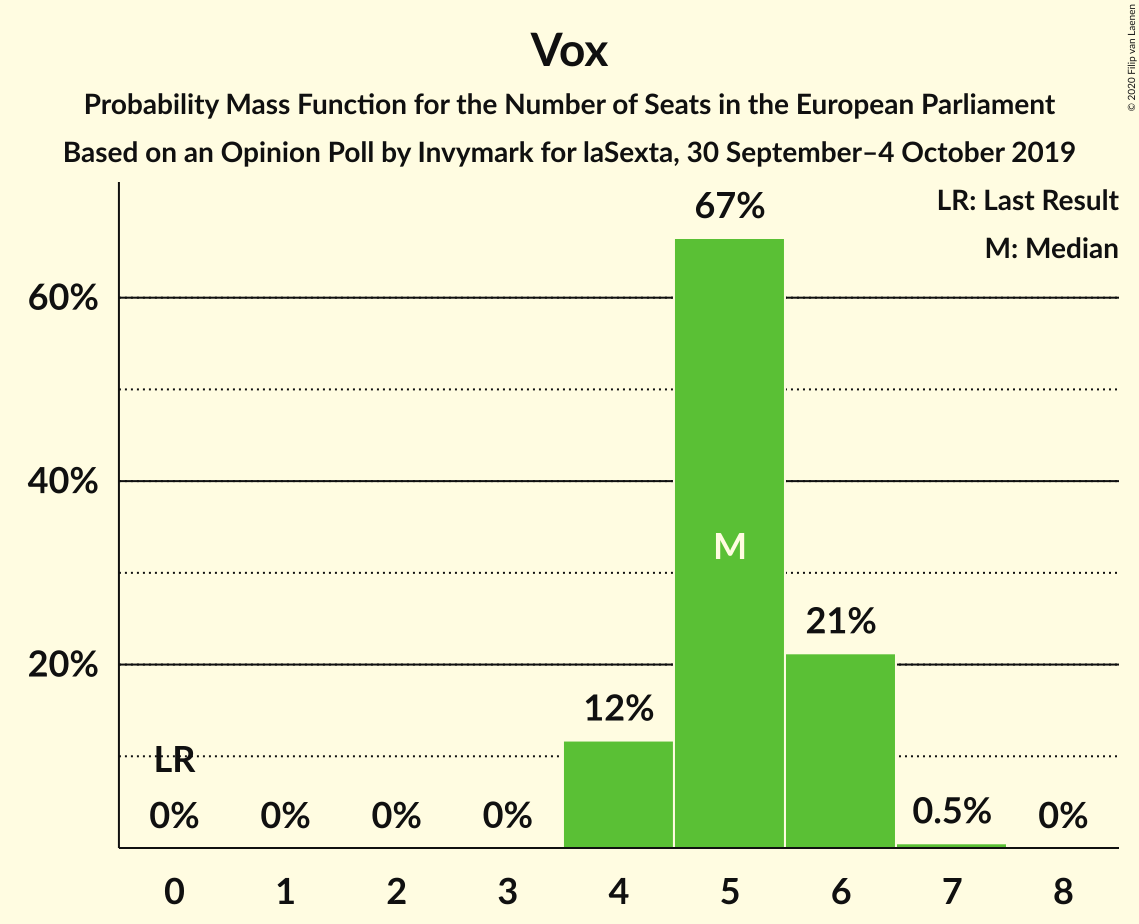 Vox
Probability Mass Function for the Number of Seats in the European Parliament
Based on an Opinion Poll by Invymark for laSexta, 30 September–4 October 2019
© 2020 Filip van Laenen
LR: Last Result
M: Median
67%
60%
40%
M
21%
20%
12%
LR
0% 0% 0% 0% 0.5% 0%
0 1 2 3 4 5 6 7 8